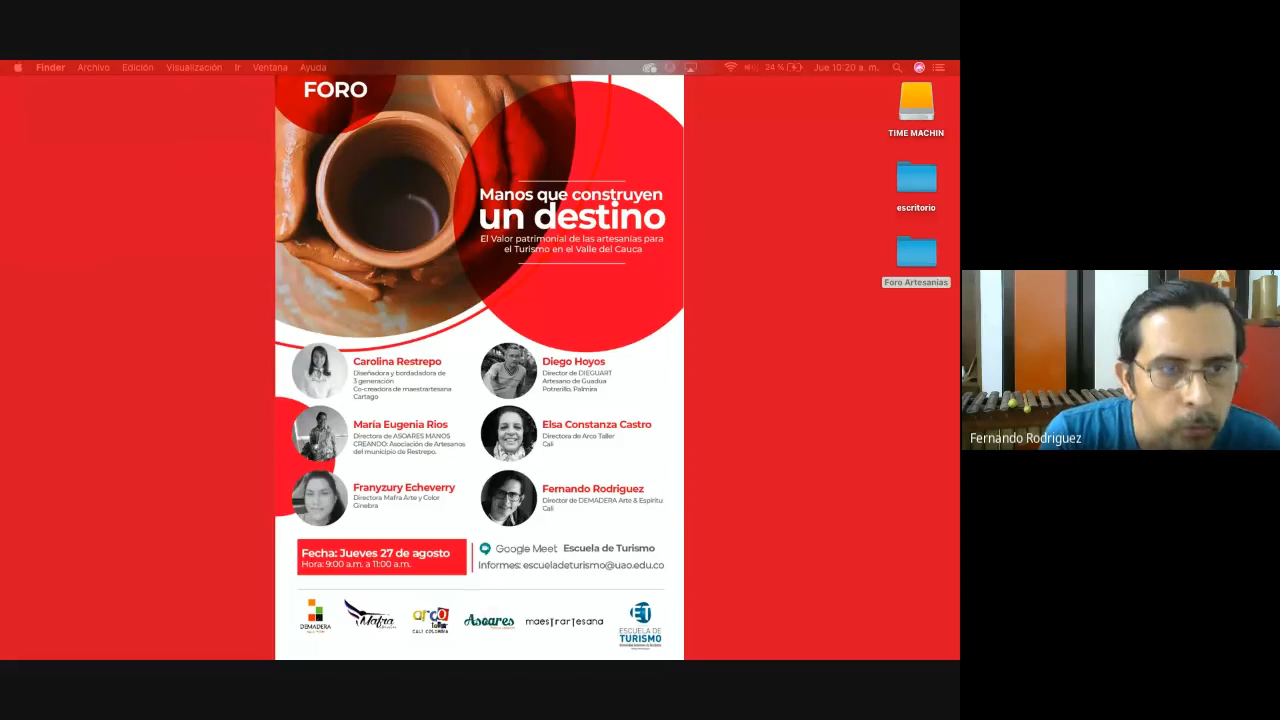 Finder Archivo Edición Visualización Ir Ventana Ayuda
24 % Jue 10:20 a. m.
TIME MACHIN
escritorio
Foro Artesanias
FORO
Manos que construyen
un destino
El Valor patrimonial de las artesanías para
el Turismo en el Valle del Cauca
Carolina Restrepo
Diseñadora y bordadadora de
3 generación
Co-creadora de maestrartesana
Cartago
Diego Hoyos
Director de DIEGUART
Artesano de Guadua
Potrerillo, Palmira
María Eugenia Rios
Directora de ASOARES MANOS
CREANDO: Asociación de Artesanos
del municipio de Restrepo.
Elsa Constanza Castro
Directora de Arco Taller
Cali
Franyzury Echeverry
Directora Mafra Arte y Color
Ginebra
Fernando Rodriguez
Director de DEMADERA Arte & Espíritu
Cali
Fecha: Jueves 27 de agosto
Hora: 9:00 a.m. a 11:00 a.m.
Google Meet Escuela de Turismo
Informes: escueladeturismo@uao.edu.co
DEMADERA
Mafra
arco
CALI COLOMBIA
Asoares
maestrartesana
ET
ESCUELA DE
TURISMO
Fernando Rodriguez